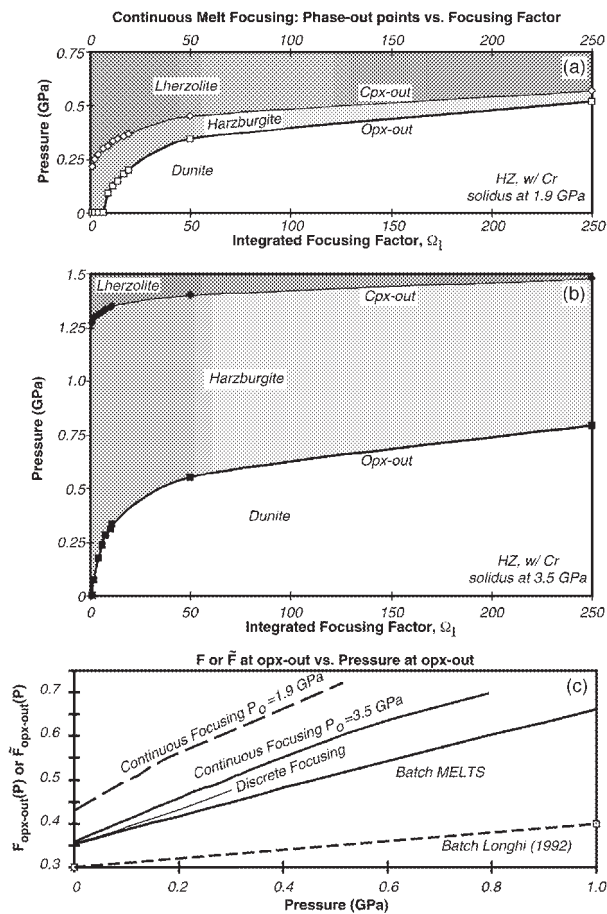 Continuous Melt Focusing: Phase-out points vs. Focusing Factor
0 50 100 150 200 250
0.75
(a)
Lherzolite
Cpx-out
0.5
Harzburgite
Opx-out
Pressure (GPa)
0.25
Dunite
HZ, w/ Cr
solidus at 1.9 GPa
0
0 50 100 150 200 250
Integrated Focusing Factor, Ωl
1.5
Lherzolite
(b)
Cpx-out
1.25
Harzburgite
1.0
Pressure (GPa)
0.75
Opx-out
0.5
Dunite
0.25
HZ, w/ Cr
solidus at 3.5 GPa
0
0 50 100 150 200 250
Integrated Focusing Factor, Ωl
F or F̃ at opx-out vs. Pressure at opx-out
(c)
0.7
Continuous Focusing Po=1.9 GPa
Continuous Focusing Po=3.5 GPa
0.6
Discrete Focusing
Fopx-out(P) or F̃opx-out(P)
0.5
Batch MELTS
0.4
Batch Longhi (1992)
0.3
0 0.2 0.4 0.6 0.8 1.0
Pressure (GPa)